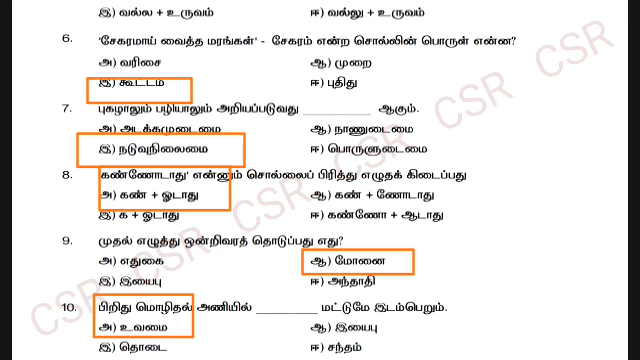 இ) வல்ல + உருவம் ஈ) வல்லு + உருவம்
6. 'சேகரமாய் வைத்த மரங்கள்' - சேகரம் என்ற சொல்லின் பொருள் என்ன?
அ) வரிசை ஆ) முறை
இ) கூட்டம் ஈ) புதிது
7. புகழாலும் பழியாலும் அறியப்படுவது __________ ஆகும்.
அ) அடக்கமுடைமை ஆ) நாணுடைமை
இ) நடுவுநிலைமை ஈ) பொருளுடைமை
8. 'கண்ணோடாது' என்னும் சொல்லைப் பிரித்து எழுதக் கிடைப்பது
அ) கண் + ஓடாது ஆ) கண் + ணோடாது
இ) க + ஓடாது ஈ) கண்ணோ + ஆடாது
9. முதல் எழுத்து ஒன்றிவரத் தொடுப்பது எது?
அ) எதுகை ஆ) மோனை
இ) இயைபு ஈ) அந்தாதி
10. பிறிது மொழிதல் அணியில் __________ மட்டுமே இடம்பெறும்.
அ) உவமை ஆ) இயைபு
இ) தொடை ஈ) சந்தம்
CSR CSR CSR CSR CSR CSR